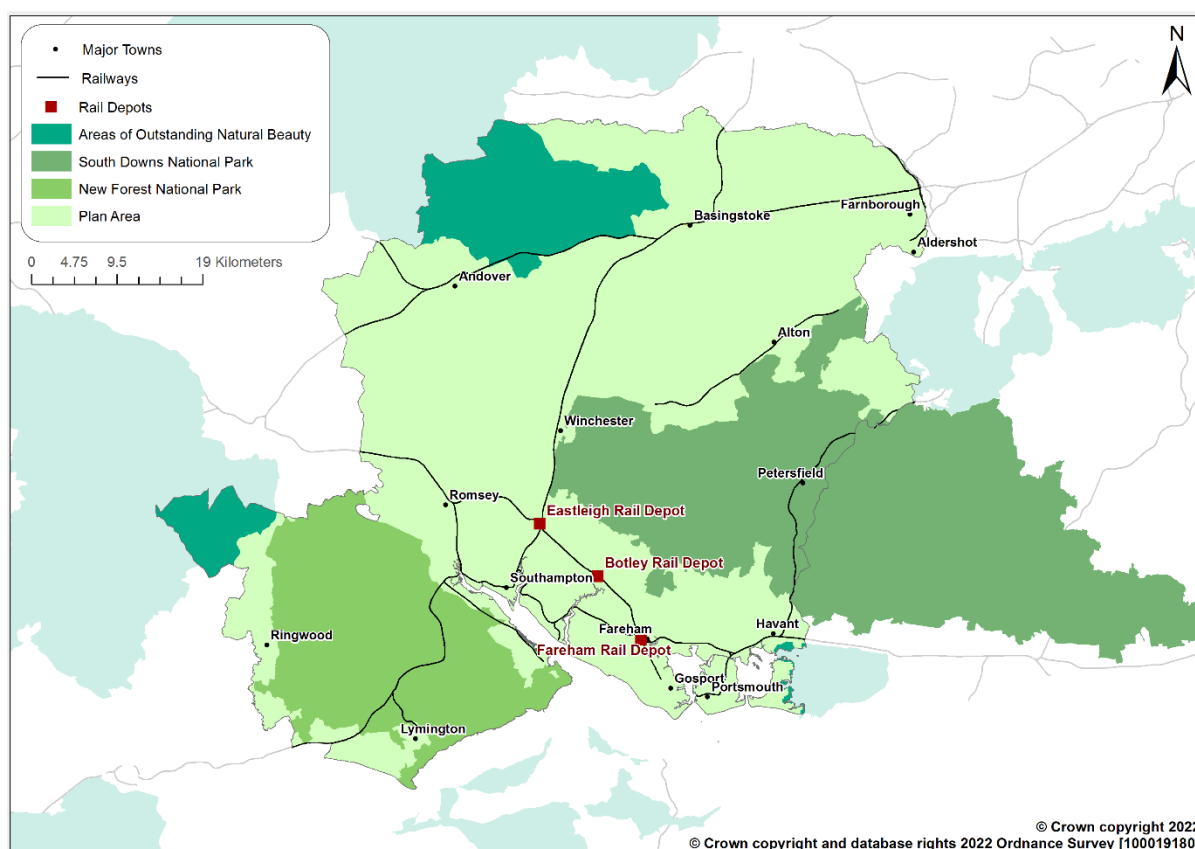 Major Towns
Railways
Rail Depots
Areas of Outstanding Natural Beauty
South Downs National Park
New Forest National Park
Plan Area
0 4.75 9.5 19 Kilometers
N
Farnborough
Basingstoke
Aldershot
Andover
Alton
Winchester
Petersfield
Romsey
Eastleigh Rail Depot
Botley Rail Depot
Southampton
Ringwood
Fareham
Havant
Fareham Rail Depot
Gosport
Portsmouth
Lymington
© Crown copyright 2022
© Crown copyright and database rights 2022 Ordnance Survey [100019180]